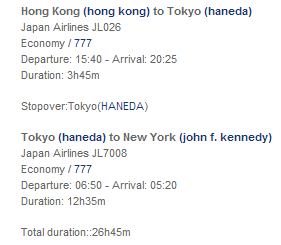 Hong Kong (hong kong) to Tokyo (haneda)
Japan Airlines JL026
Economy / 777
Departure: 15:40 - Arrival: 20:25
Duration: 3h45m
Stopover:Tokyo(HANEDA)
Tokyo (haneda) to New York (john f. kennedy)
Japan Airlines JL7008
Economy / 777
Departure: 06:50 - Arrival: 05:20
Duration: 12h35m
Total duration::26h45m